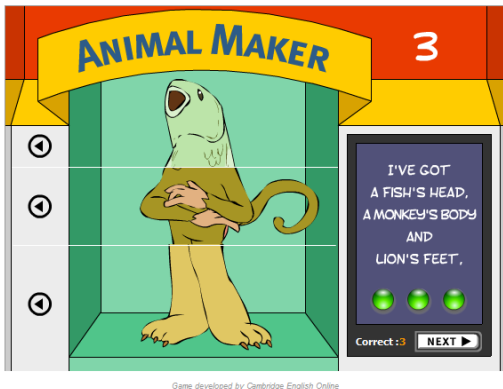 ANIMAL MAKER
3
I'VE GOT
A FISH'S HEAD,
A MONKEY'S BODY
AND
LION'S FEET.
Correct :3
NEXT
Game developed by Cambridge English Online